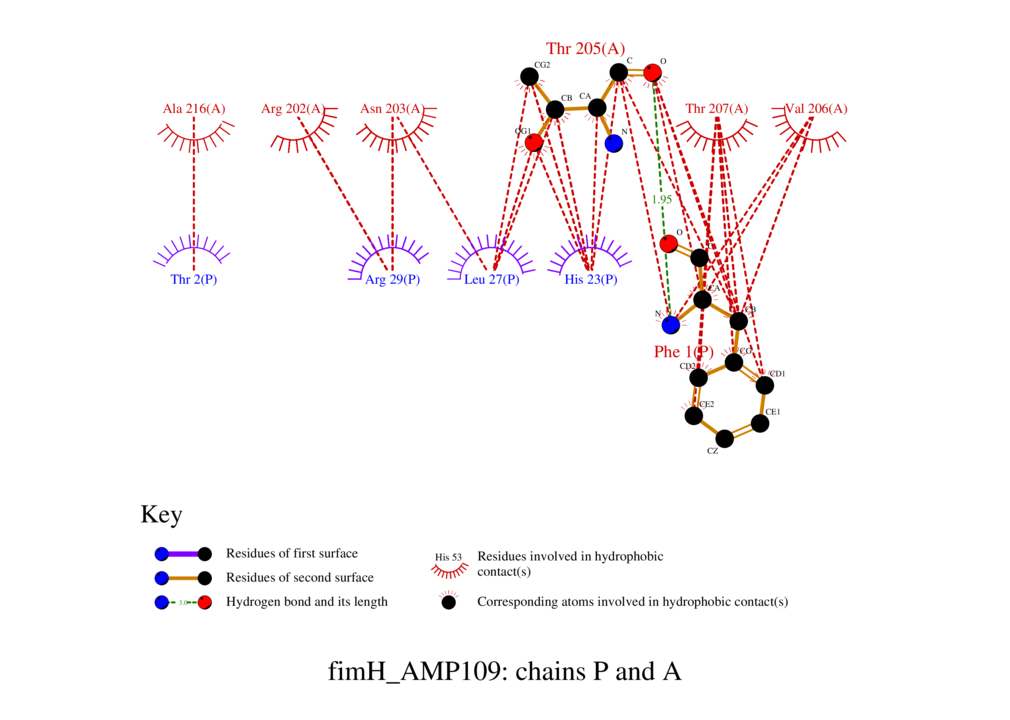 Thr 205(A)
CG2
C
O
CB
CA
Ala 216(A)
Arg 202(A)
Asn 203(A)
Thr 207(A)
Val 206(A)
OG1
N
1.95
O
Thr 2(P)
Arg 29(P)
Leu 27(P)
His 23(P)
CA
N
CB
Phe 1(P)
CG
CD2
CD1
CE2
CE1
CZ
Key
Residues of first surface
Residues of second surface
3.0
Hydrogen bond and its length
His 53
Residues involved in hydrophobic
contact(s)
Corresponding atoms involved in hydrophobic contact(s)
fimH_AMP109: chains P and A